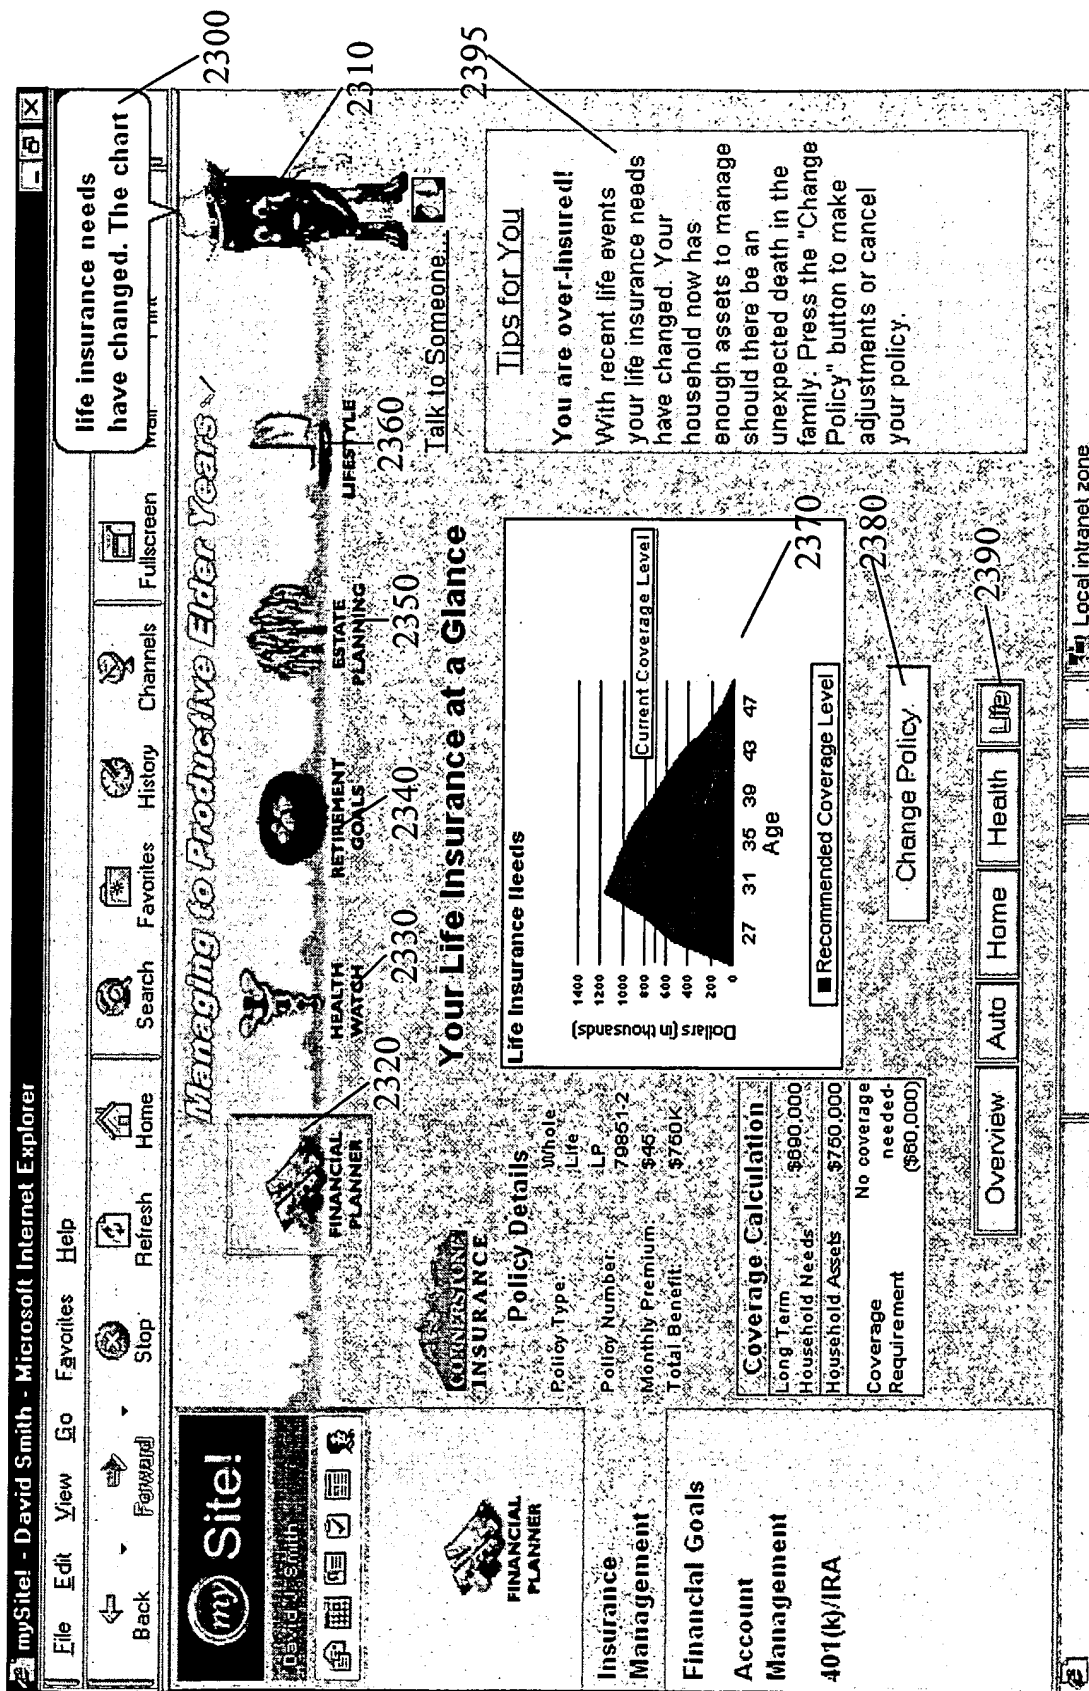 mySite! - David Smith - Microsoft Internet Explorer
File Edit View Go Favorites Help
Back Forward Stop Refresh Home Search Favorites History Channels Fullscreen
life insurance needs
have changed. The chart
2300
my Site!
David J. Smith
Managing to Productive Elder Years
2310
FINANCIAL
PLANNER
2320
HEALTH
WATCH
2330
RETIREMENT
GOALS
2340
ESTATE
PLANNING
2350
LIFESTYLE
2360
Talk to Someone...
FINANCIAL
PLANNER
Insurance
Management
Financial Goals
Account
Management
401(k)/IRA
CORNERSTONE
INSURANCE
Your Life Insurance at a Glance
Policy Details
Policy Type: Whole
Life
Policy Number: LP
798651-2
Monthly Premium: $45
Total Benefit: $750K
Coverage Calculation
Long Term
Household Needs $690,000
Household Assets $750,000
Coverage No coverage
Requirement needed-
($60,000)
Life Insurance Needs
Dollars (in thousands)
1400
1200
1000
800
600
400
200
0
Current Coverage Level
27 31 35 39 43 47
Age
Recommended Coverage Level
2370
Change Policy
2380
Overview Auto Home Health Life
2390
Tips for You
2395
You are over-insured!
With recent life events
your life insurance needs
have changed. Your
household now has
enough assets to manage
should there be an
unexpected death in the
family. Press the "Change
Policy" button to make
adjustments or cancel
your policy.
Local intranet zone